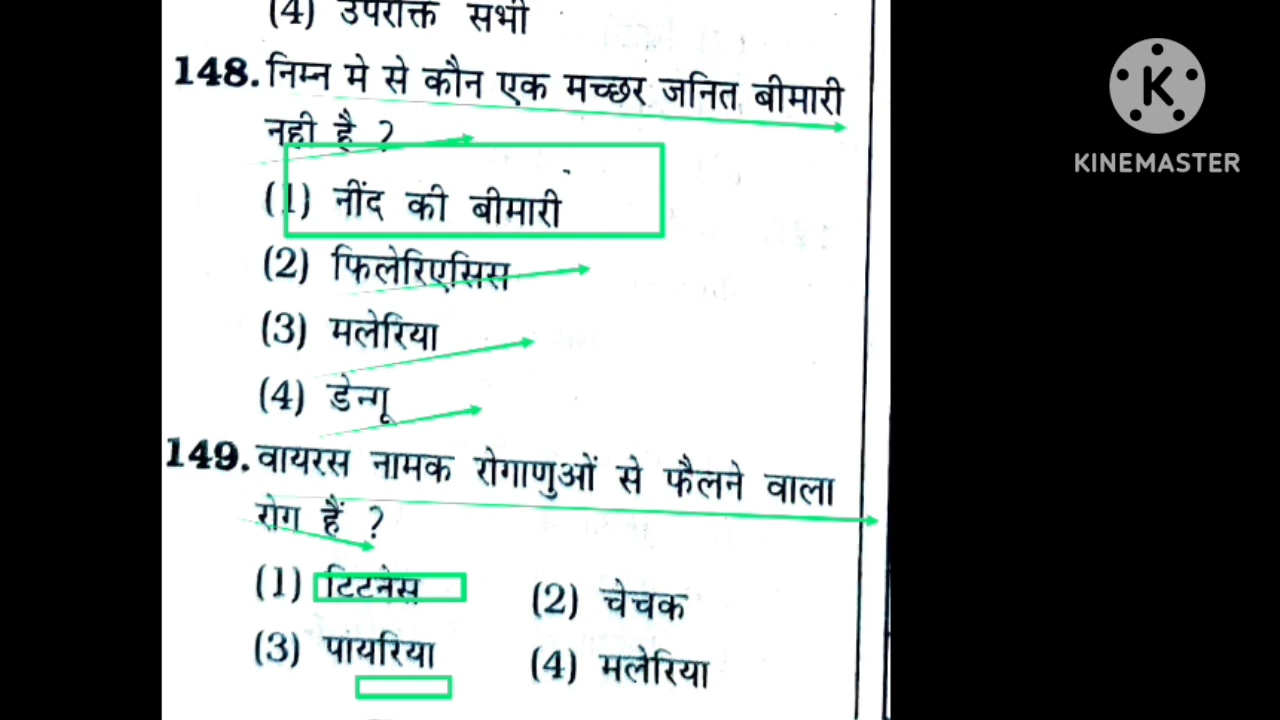 (4) उपरोक्त सभी
148. निम्न मे से कौन एक मच्छर जनित बीमारी
नही है ?
(1) नींद की बीमारी
(2) फिलेरिएसिस
(3) मलेरिया
(4) डेन्गू
149. वायरस नामक रोगाणुओं से फैलने वाला
रोग हैं ?
(1) टिटनेस (2) चेचक
(3) पायरिया (4) मलेरिया
K
KINEMASTER